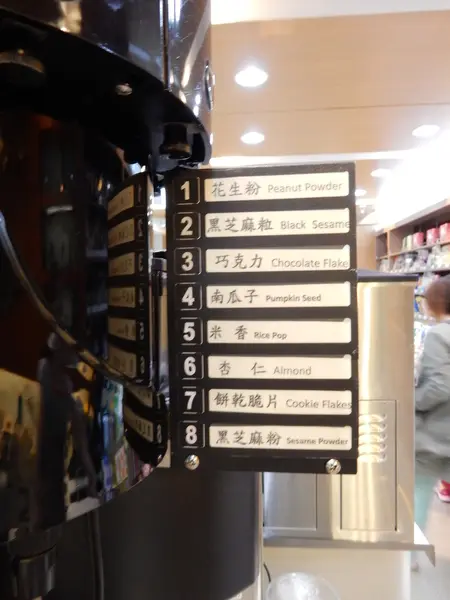 1 花生粉 Peanut Powder
2 黑芝麻粒 Black Sesame
3 巧克力 Chocolate Flake
4 南瓜子 Pumpkin Seed
5 米香 Rice Pop
6 杏仁 Almond
7 餅乾脆片 Cookie Flakes
8 黑芝麻粉 Sesame Powder